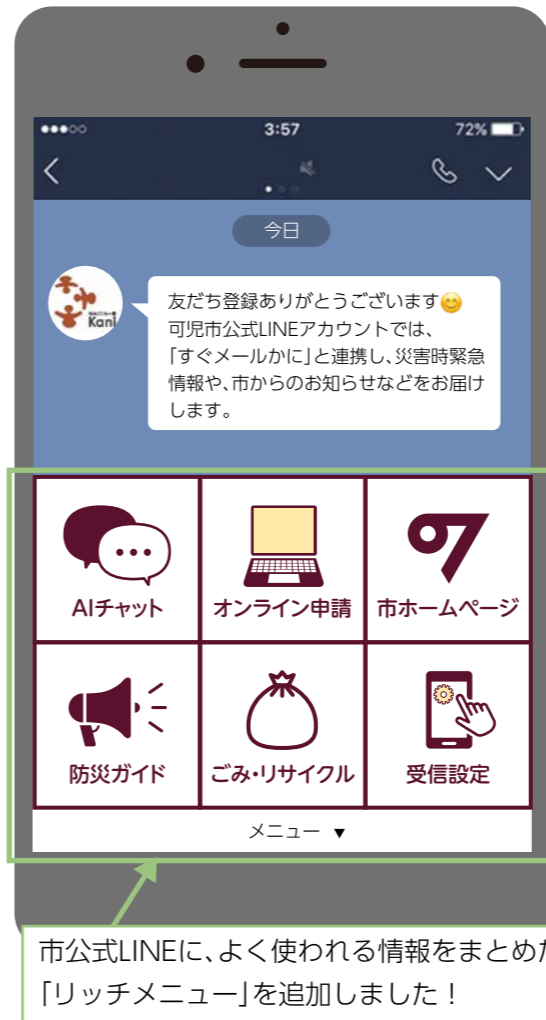 3:57
72%
今日
Kani
友だち登録ありがとうございます😊
可児市公式LINEアカウントでは、
「すぐメールかに」と連携し、災害時緊急
情報や、市からのお知らせなどをお届け
します。
AIチャット
オンライン申請
市ホームページ
防災ガイド
ごみ・リサイクル
受信設定
メニュー ▼
市公式LINEに、よく使われる情報をまとめた
「リッチメニュー」を追加しました!